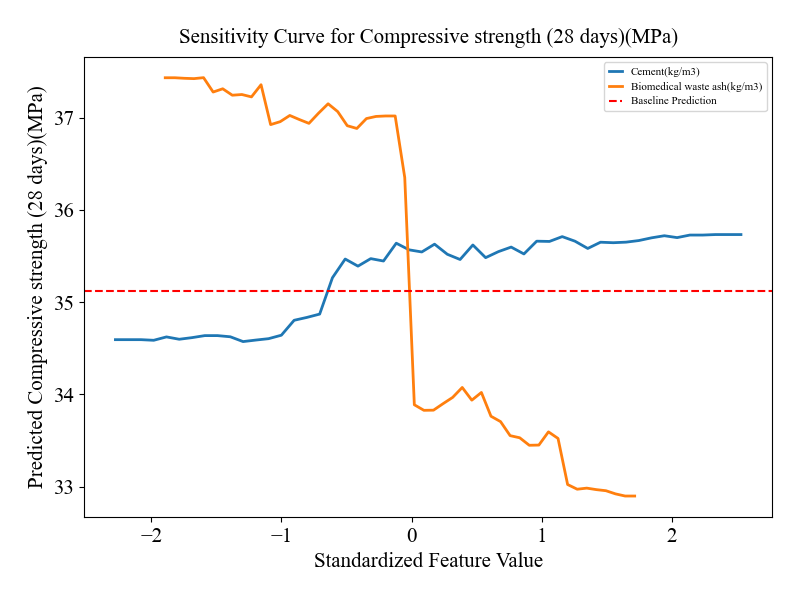 Sensitivity Curve for Compressive strength (28 days)(MPa)
Cement(kg/m3)
Biomedical waste ash(kg/m3)
Baseline Prediction
Predicted Compressive strength (28 days)(MPa)
37
36
35
34
33
−2
−1
0
1
2
Standardized Feature Value